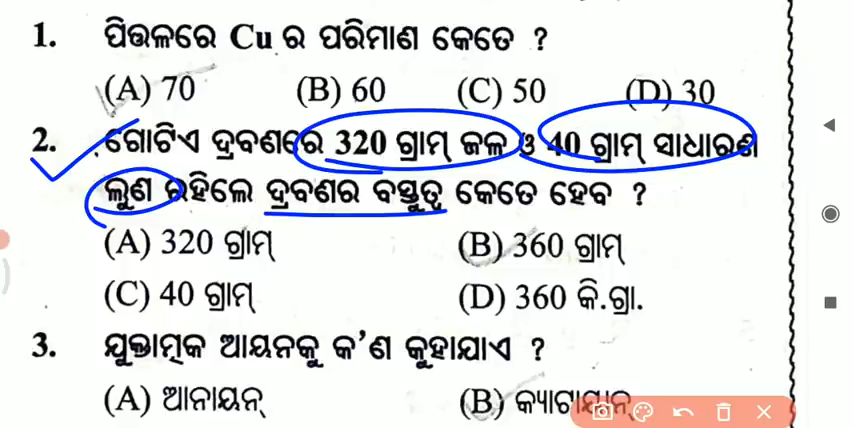 1. ପିତ୍ତଳରେ Cu ର ପରିମାଣ କେତେ ?
(A) 70 (B) 60 (C) 50 (D) 30
2. ଗୋଟିଏ ଦ୍ରବଣରେ 320 ଗ୍ରାମ୍ ଜଳ ଓ 40 ଗ୍ରାମ୍ ସାଧାରଣ
ଲୁଣ ରହିଲେ ଦ୍ରବଣର ବସ୍ତୁତ୍ଵ କେତେ ହେବ ?
(A) 320 ଗ୍ରାମ୍ (B) 360 ଗ୍ରାମ୍
(C) 40 ଗ୍ରାମ୍ (D) 360 କି.ଗ୍ରା.
3. ଯୁକ୍ତାତ୍ମକ ଆୟନକୁ କ'ଣ କୁହାଯାଏ ?
(A) ଆନାୟନ୍ (B) କ୍ୟାଟାୟନ୍